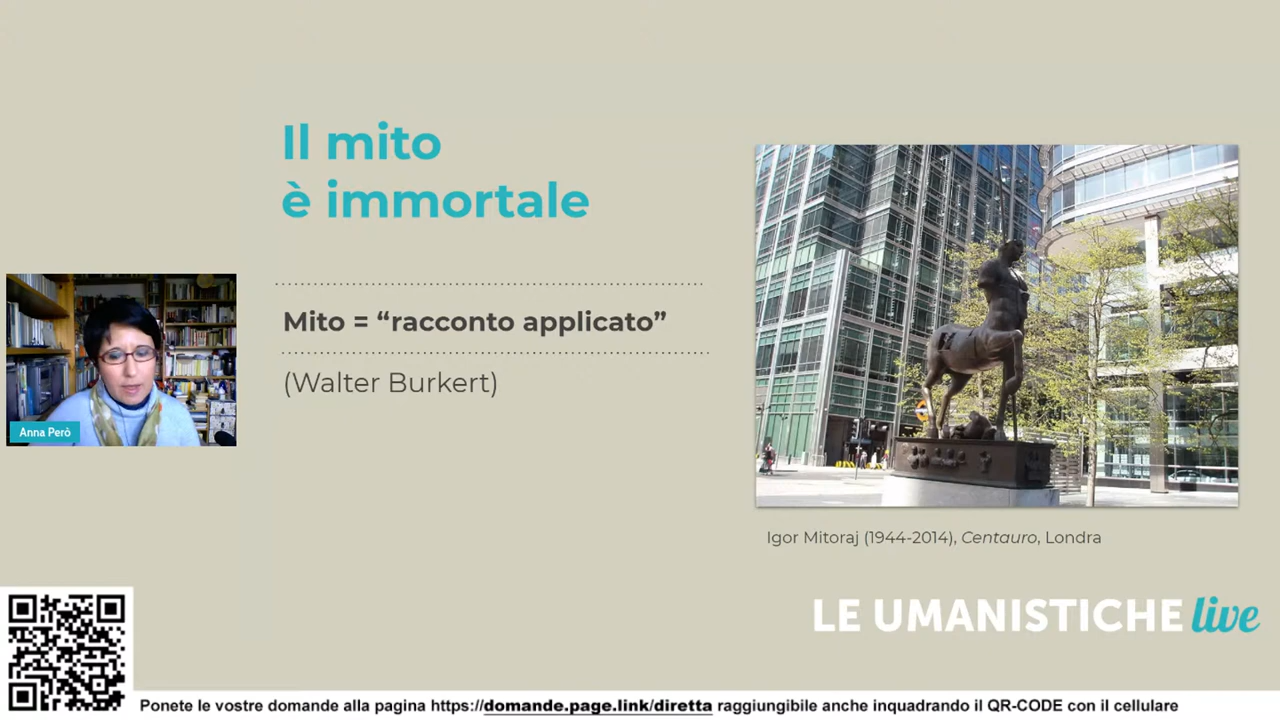 Il mito
è immortale
Mito = “racconto applicato”
(Walter Burkert)
Anna Però
Igor Mitoraj (1944-2014), Centauro, Londra
LE UMANISTICHE live
Ponete le vostre domande alla pagina https://domande.page.link/diretta raggiungibile anche inquadrando il QR-CODE con il cellulare